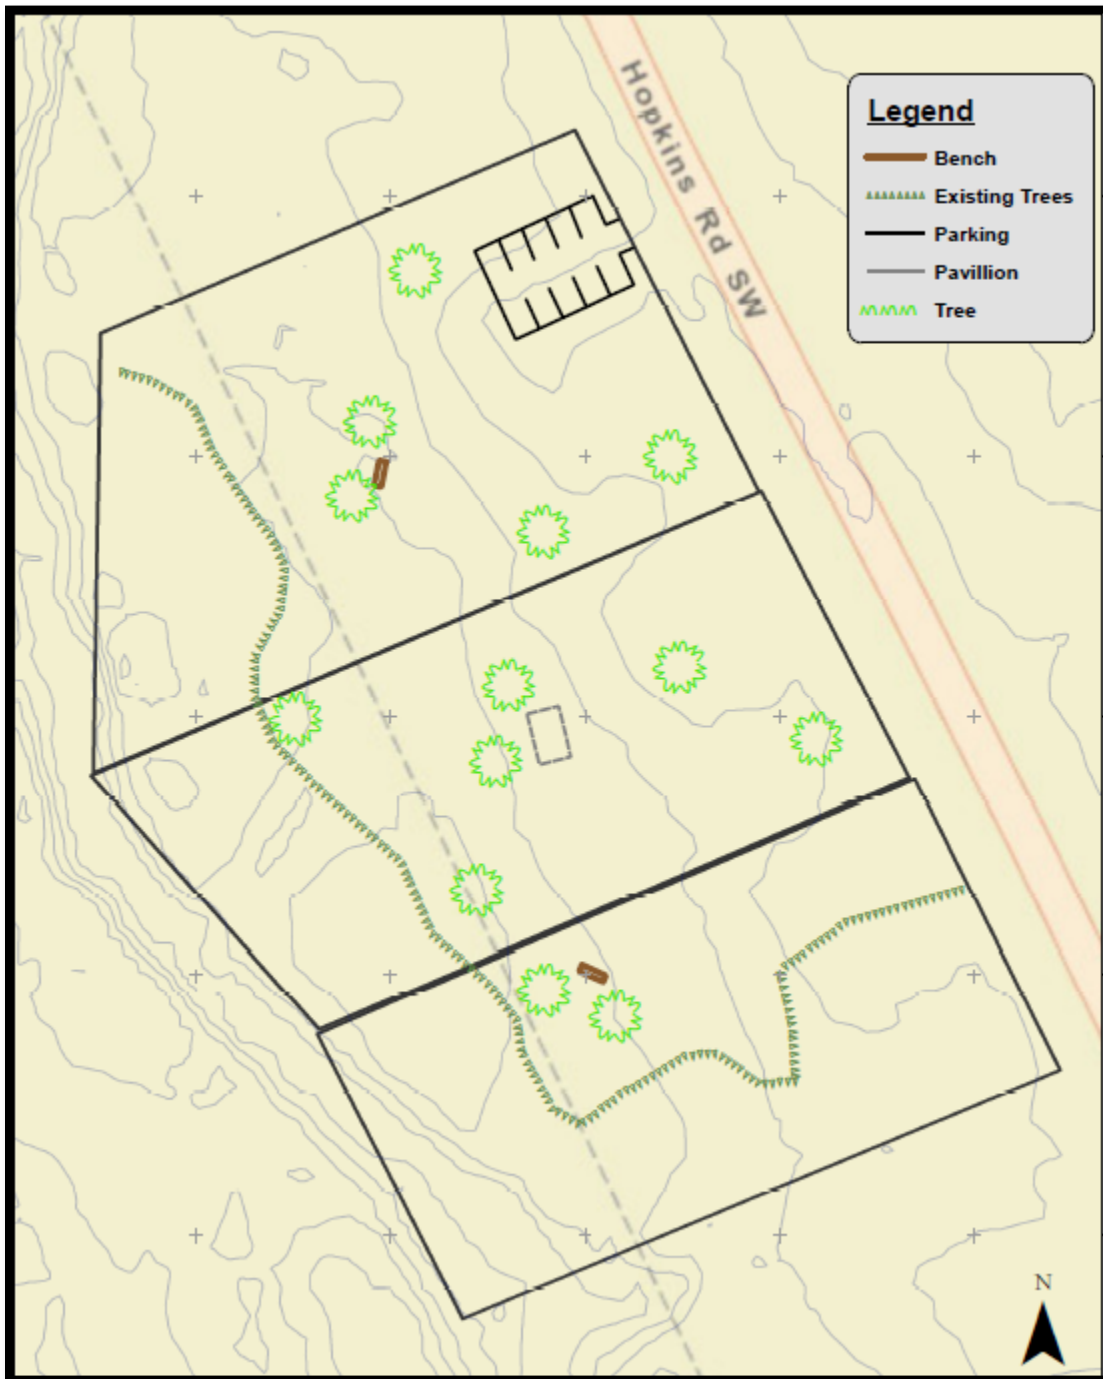 Hopkins Rd SW
Legend
Bench
Existing Trees
Parking
Pavillion
Tree
N